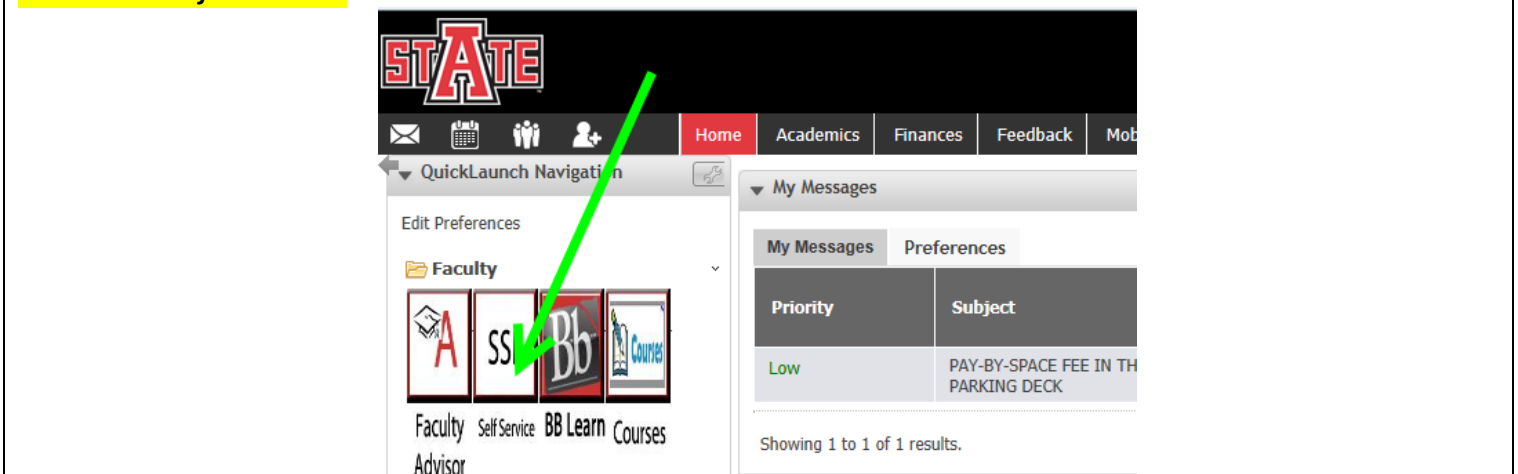 STATE
Home Academics Finances Feedback
QuickLaunch Navigation
My Messages
Edit Preferences
My Messages Preferences
Faculty
Priority Subject
A Bb Courses
Low PAY-BY-SPACE FEE IN
PARKING DECK
Faculty Self Service BB Learn Courses
Advisor
Showing 1 to 1 of 1 results.